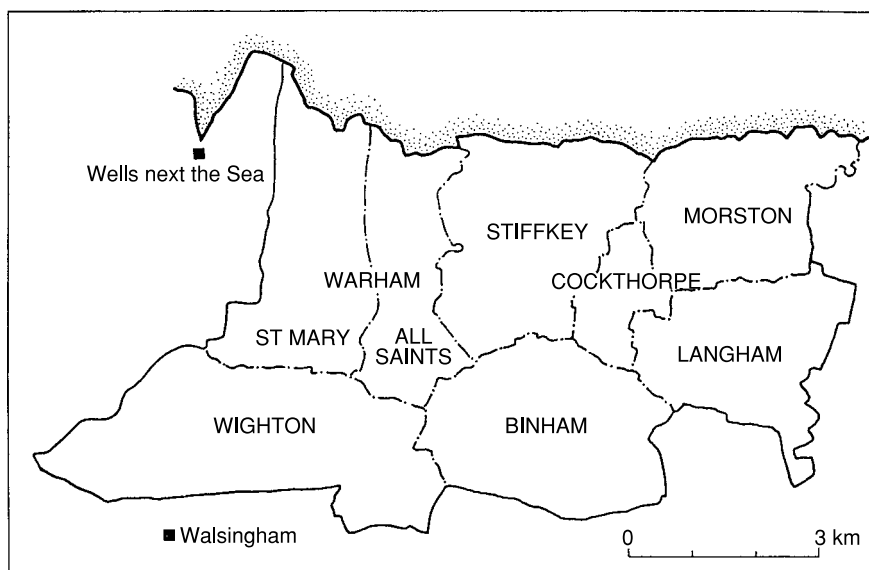 Wells next the Sea
MORSTON
STIFFKEY
COCKTHORPE
WARHAM
ST MARY
ALL
SAINTS
LANGHAM
WIGHTON
BINHAM
Walsingham
0 3 km